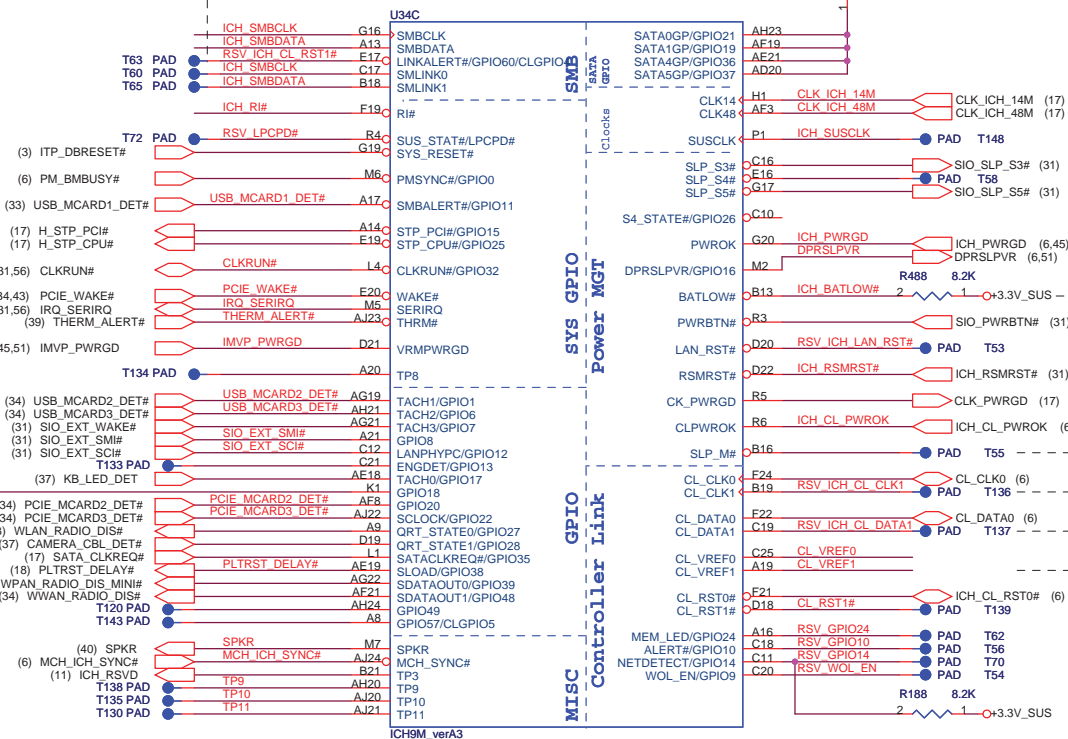 U34C
1
ICH_SMBCLK G16 SMBCLK
ICH_SMBDATA A13 SMBDATA
T63 PAD RSV_ICH_CL_RST1# E17 LINKALERT#/GPIO60/CLGPIO4
T60 PAD ICH_SMBCLK C17 SMLINK0
T65 PAD ICH_SMBDATA B18 SMLINK1
ICH_RI# F19 RI#
T72 PAD RSV_LPCPD# R4 SUS_STAT#/LPCPD#
(3) ITP_DBRESET# G19 SYS_RESET#
(6) PM_BMBUSY# M6 PMSYNC#/GPIO0
(33) USB_MCARD1_DET# USB_MCARD1_DET# A17 SMBALERT#/GPIO11
(17) H_STP_PCI# A14 STP_PCI#/GPIO15
(17) H_STP_CPU# E19 STP_CPU#/GPIO25
31,56) CLKRUN# CLKRUN# L4 CLKRUN#/GPIO32
34,43) PCIE_WAKE# PCIE_WAKE# E20 WAKE#
31,56) IRQ_SERIRQ IRQ_SERIRQ M5 SERIRQ
(39) THERM_ALERT# THERM_ALERT# AJ23 THRM#
45,51) IMVP_PWRGD IMVP_PWRGD D21 VRMPWRGD
T134 PAD A20 TP8
(34) USB_MCARD2_DET# USB_MCARD2_DET# AG19 TACH1/GPIO1
(34) USB_MCARD3_DET# USB_MCARD3_DET# AH21 TACH2/GPIO6
(31) SIO_EXT_WAKE# AG21 TACH3/GPIO7
(31) SIO_EXT_SMI# SIO_EXT_SMI# A21 GPIO8
(31) SIO_EXT_SCI# SIO_EXT_SCI# C12 LANPHYPC/GPIO12
T133 PAD C21 ENGDET/GPIO13
(37) KB_LED_DET AE18 TACH0/GPIO17
K1 GPIO18
34) PCIE_MCARD2_DET# PCIE_MCARD2_DET# AF8 GPIO20
34) PCIE_MCARD3_DET# PCIE_MCARD3_DET# AJ22 SCLOCK/GPIO22
) WLAN_RADIO_DIS# A9 QRT_STATE0/GPIO27
(37) CAMERA_CBL_DET# D19 QRT_STATE1/GPIO28
(17) SATA_CLKREQ# L1 SATACLKREQ#/GPIO35
(18) PLTRST_DELAY# PLTRST_DELAY# AE19 SLOAD/GPIO38
WPAN_RADIO_DIS_MINI# AG22 SDATAOUT0/GPIO39
(34) WWAN_RADIO_DIS# AF21 SDATAOUT1/GPIO48
T120 PAD AH24 GPIO49
T143 PAD A8 GPIO57/CLGPIO5
(40) SPKR SPKR M7 SPKR
(6) MCH_ICH_SYNC# MCH_ICH_SYNC# AJ24 MCH_SYNC#
(11) ICH_RSVD B21 TP3
T138 PAD TP9 AH20 TP9
T135 PAD TP10 AJ20 TP10
T130 PAD TP11 AJ21 TP11
ICH9M_verA3
SMB
SYS GPIO
GPIO
MISC
SATA
GPIO
Clocks
Power MGT
Controller Link
SATA0GP/GPIO21 AH23
SATA1GP/GPIO19 AF19
SATA4GP/GPIO36 AE21
SATA5GP/GPIO37 AD20
CLK14 H1 CLK_ICH_14M CLK_ICH_14M (17)
CLK48 AF3 CLK_ICH_48M CLK_ICH_48M (17)
SUSCLK P1 ICH_SUSCLK PAD T148
SLP_S3# C16 SIO_SLP_S3# (31)
SLP_S4# E16 PAD T58
SLP_S5# G17 SIO_SLP_S5# (31)
S4_STATE#/GPIO26 C10
PWROK G20 ICH_PWRGD ICH_PWRGD (6,45)
DPRSLPVR/GPIO16 M2 DPRSLPVR DPRSLPVR (6,51)
R488 8.2K
BATLOW# B13 ICH_BATLOW# 2 1 +3.3V_SUS
PWRBTN# R3 SIO_PWRBTN# (31)
LAN_RST# D20 RSV_ICH_LAN_RST# PAD T53
RSMRST# D22 ICH_RSMRST# ICH_RSMRST# (31)
CK_PWRGD R5 CLK_PWRGD (17)
CLPWROK R6 ICH_CL_PWROK ICH_CL_PWROK (6
SLP_M# B16 PAD T55
CL_CLK0 F24 CL_CLK0 (6)
CL_CLK1 B19 RSV_ICH_CL_CLK1 PAD T136
CL_DATA0 F22 CL_DATA0 (6)
CL_DATA1 C19 RSV_ICH_CL_DATA1 PAD T137
CL_VREF0 C25 CL_VREF0
CL_VREF1 A19 CL_VREF1
CL_RST0# F21 ICH_CL_RST0# (6)
CL_RST1# D18 CL_RST1# PAD T139
MEM_LED/GPIO24 A16 RSV_GPIO24 PAD T62
ALERT#/GPIO10 C18 RSV_GPIO10 PAD T56
NETDETECT/GPIO14 C11 RSV_GPIO14 PAD T70
WOL_EN/GPIO9 C20 RSV_WOL_EN PAD T54
R188 8.2K
2 1 +3.3V_SUS